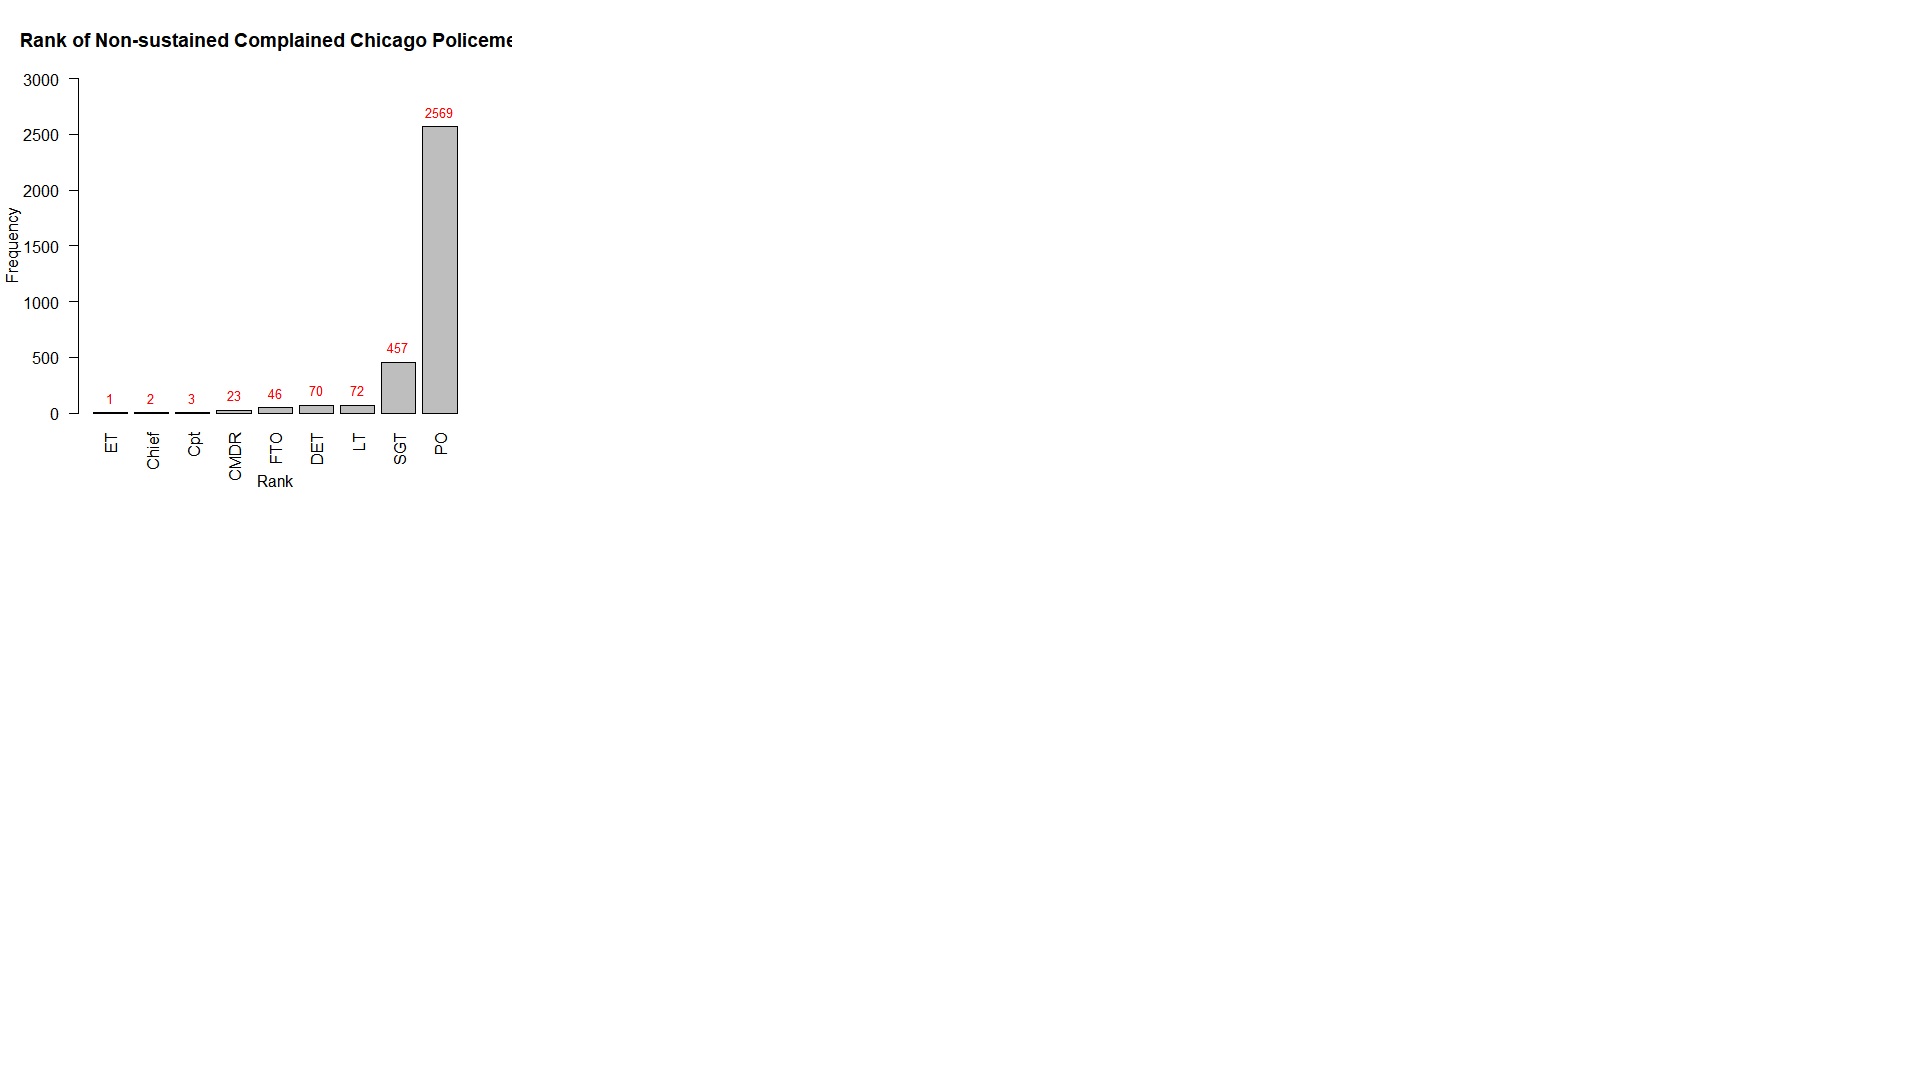 Rank of Non-sustained Complained Chicago Policeme
3000
2500
2000
1500
1000
500
0
Frequency
1
2
3
23
46
70
72
457
2569
ET
Chief
Cpt
CMDR
FTO
DET
LT
SGT
PO
Rank